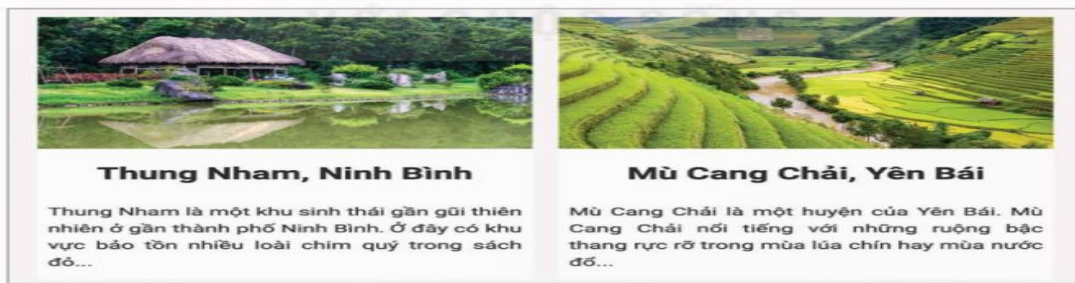 Thung Nham, Ninh Bình
Thung Nham là một khu sinh thái gần gũi thiên
nhiên ở gần thành phố Ninh Bình. Ở đây có khu
vực bảo tồn nhiều loài chim quý trong sách
đỏ...
Mù Cang Chải, Yên Bái
Mù Cang Chải là một huyện của Yên Bái. Mù
Cang Chải nổi tiếng với những ruộng bậc
thang rực rỡ trong mùa lúa chín hay mùa nước
đổ...